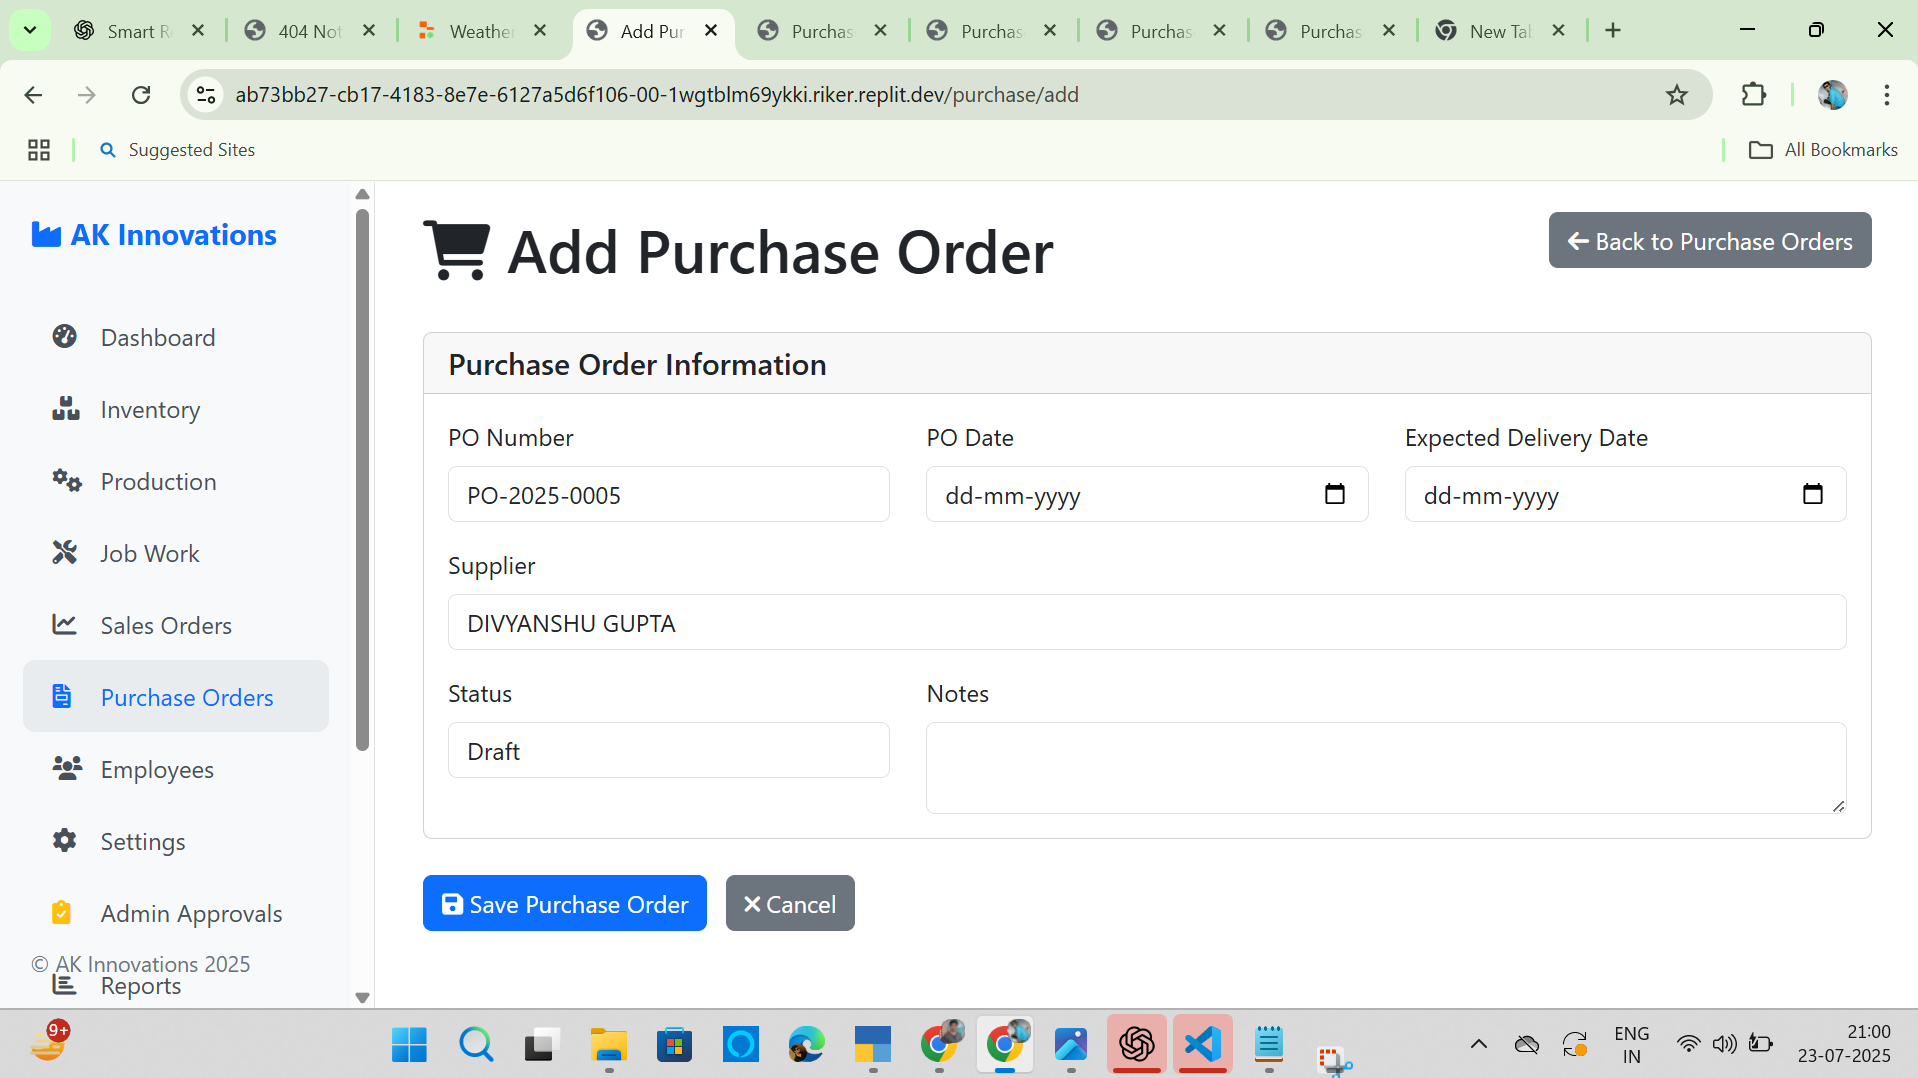 Smart R
404 Not
Weather
Add Pur
Purchas
Purchas
Purchas
Purchas
New Tab
ab73bb27-cb17-4183-8e7e-6127a5d6f106-00-1wgtblm69ykki.riker.replit.dev/purchase/add
Suggested Sites
All Bookmarks
AK Innovations
Dashboard
Inventory
Production
Job Work
Sales Orders
Purchase Orders
Employees
Settings
Admin Approvals
© AK Innovations 2025
Reports
Add Purchase Order
Back to Purchase Orders
Purchase Order Information
PO Number
PO Date
Expected Delivery Date
PO-2025-0005
dd-mm-yyyy
dd-mm-yyyy
Supplier
DIVYANSHU GUPTA
Status
Notes
Draft
Save Purchase Order
Cancel
9+
ENG
IN
21:00
23-07-2025